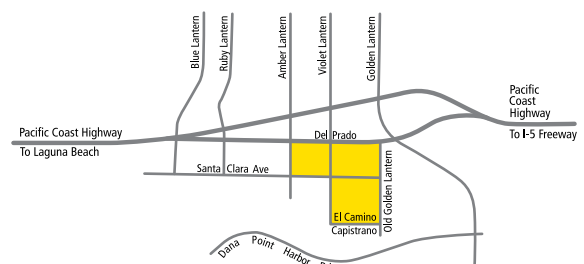 Blue Lantern
Ruby Lantern
Amber Lantern
Violet Lantern
Golden Lantern
Pacific
Coast
Highway
To I-5 Freeway
Pacific Coast Highway
To Laguna Beach
Del Prado
Santa Clara Ave
Old Golden Lantern
El Camino
Capistrano
Dana Point Harbor